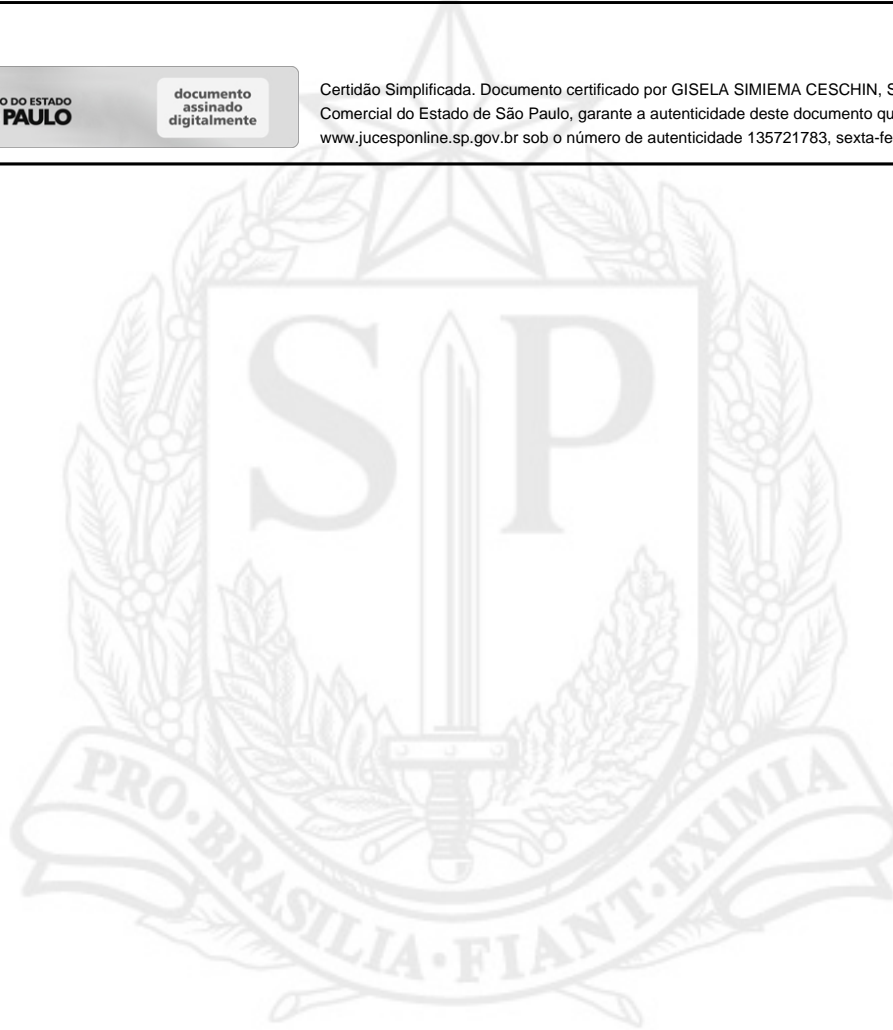 O DO ESTADO
PAULO
documento
assinado
digitalmente
Certidão Simplificada. Documento certificado por GISELA SIMIEMA CESCHIN, S
Comercial do Estado de São Paulo, garante a autenticidade deste documento qu
www.jucesponline.sp.gov.br sob o número de autenticidade 135721783, sexta-fe
S P
PRO·BRASILIA·FIANT·EXIMIA